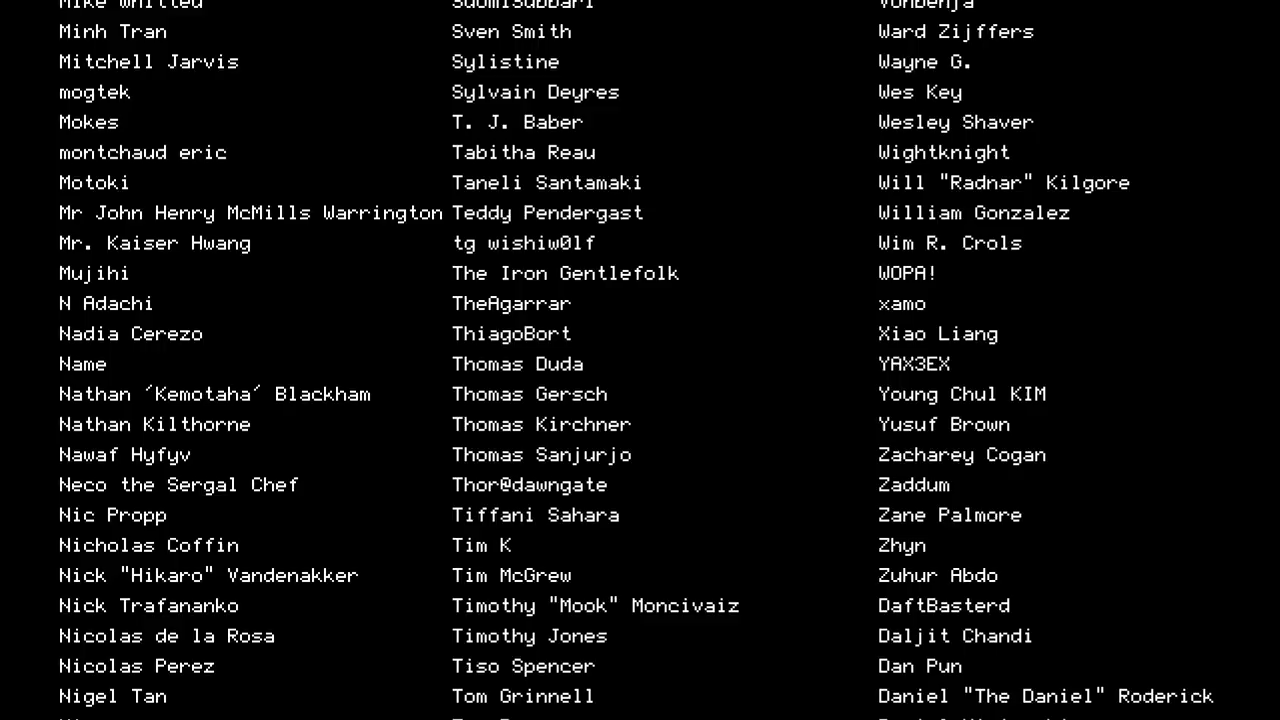 Mike Whitled
Minh Tran
Mitchell Jarvis
mogtek
Mokes
montchaud eric
Motoki
Mr John Henry McMills Warrington
Mr. Kaiser Hwang
Mujihi
N Adachi
Nadia Cerezo
Name
Nathan ´Kemotaha´ Blackham
Nathan Kilthorne
Nawaf Hyfyv
Neco the Sergal Chef
Nic Propp
Nicholas Coffin
Nick "Hikaro" Vandenakker
Nick Trafananko
Nicolas de la Rosa
Nicolas Perez
Nigel Tan
SuomiSubbari
Sven Smith
Sylistine
Sylvain Deyres
T. J. Baber
Tabitha Reau
Taneli Santamaki
Teddy Pendergast
tg wishiw0lf
The Iron Gentlefolk
TheAgarrar
ThiagoBort
Thomas Duda
Thomas Gersch
Thomas Kirchner
Thomas Sanjurjo
Thor@dawngate
Tiffani Sahara
Tim K
Tim McGrew
Timothy "Mook" Moncivaiz
Timothy Jones
Tiso Spencer
Tom Grinnell
VonDenja
Ward Zijffers
Wayne G.
Wes Key
Wesley Shaver
Wightknight
Will "Radnar" Kilgore
William Gonzalez
Wim R. Crols
WOPA!
xamo
Xiao Liang
YAX3EX
Young Chul KIM
Yusuf Brown
Zacharey Cogan
Zaddum
Zane Palmore
Zhyn
Zuhur Abdo
DaftBasterd
Daljit Chandi
Dan Pun
Daniel "The Daniel" Roderick